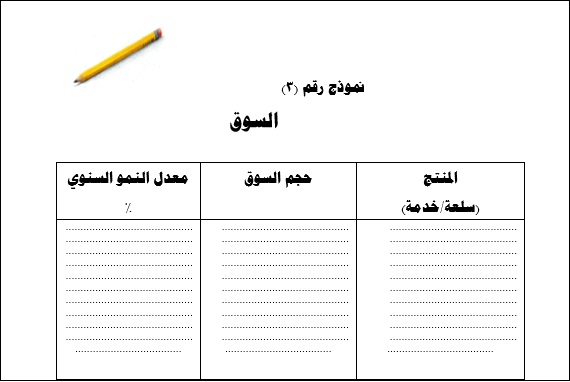 نموذج رقم (٣)
السوق
المنتج
(سلعة/خدمة)
حجم السوق
معدل النمو السنوي
٪